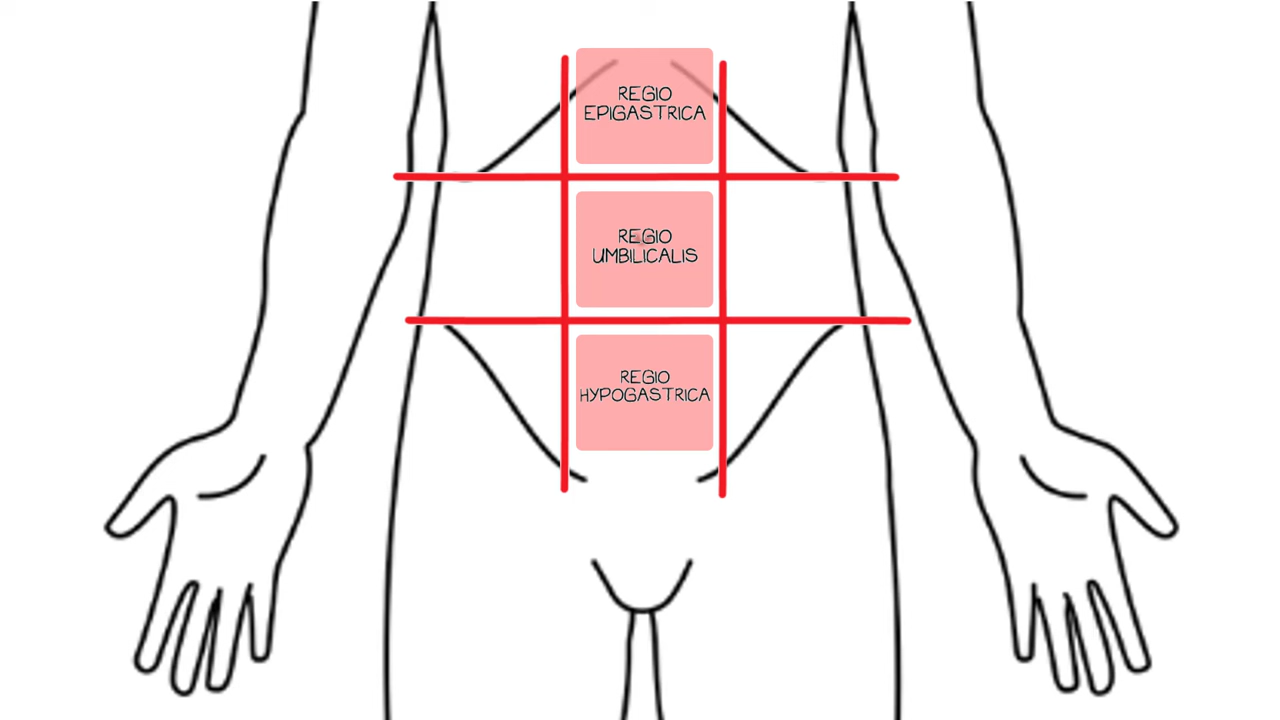 REGIO
EPIGASTRICA
REGIO
UMBILICALIS
REGIO
HYPOGASTRICA